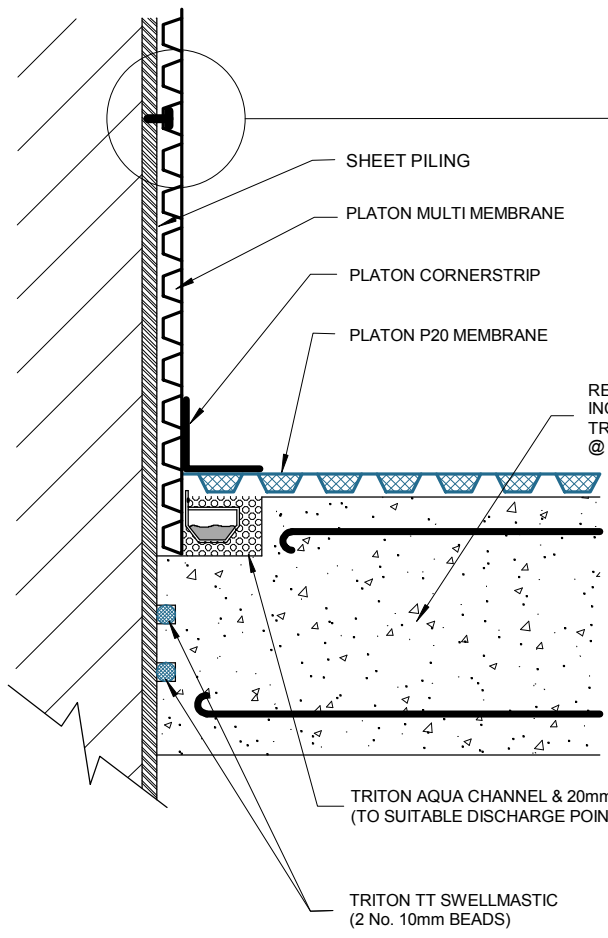 SHEET PILING
PLATON MULTI MEMBRANE
PLATON CORNERSTRIP
PLATON P20 MEMBRANE
@
TRITON AQUA CHANNEL & 20mm
(TO SUITABLE DISCHARGE
TRITON TT SWELLMASTIC
(2 No. 10mm BEADS)